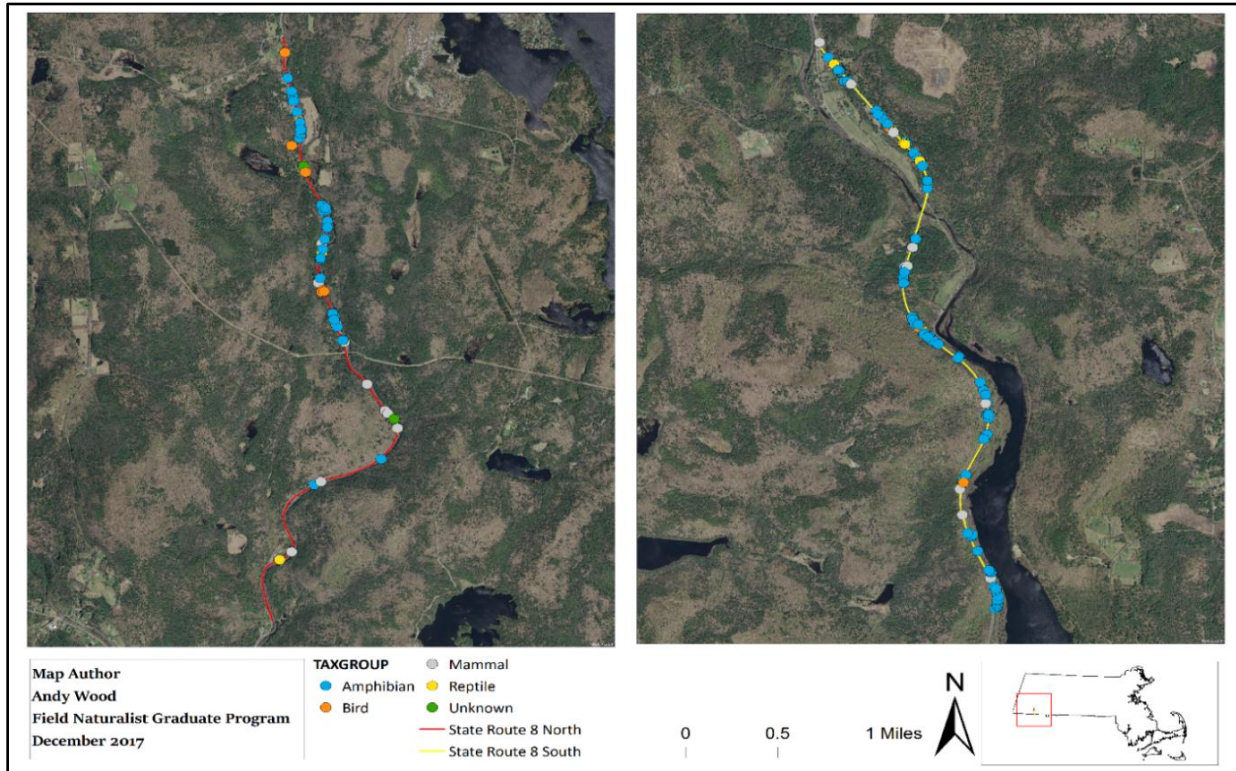 Map Author
Andy Wood
Field Naturalist Graduate Program
December 2017
TAXGROUP
Amphibian
Bird
Mammal
Reptile
Unknown
State Route 8 North
State Route 8 South
0 0.5 1 Miles
N